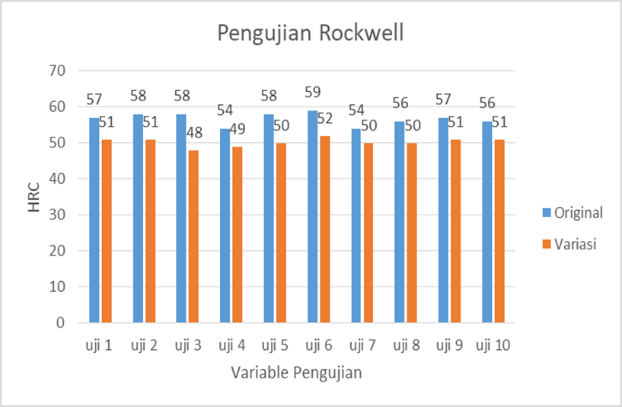 Pengujian Rockwell
HRC
70
60
50
40
30
20
10
0
57 58 58 54 58 59 54 56 57 56
51 51 48 49 50 52 50 50 51 51
uji 1 uji 2 uji 3 uji 4 uji 5 uji 6 uji 7 uji 8 uji 9 uji 10
Variable Pengujian
Original
Variasi